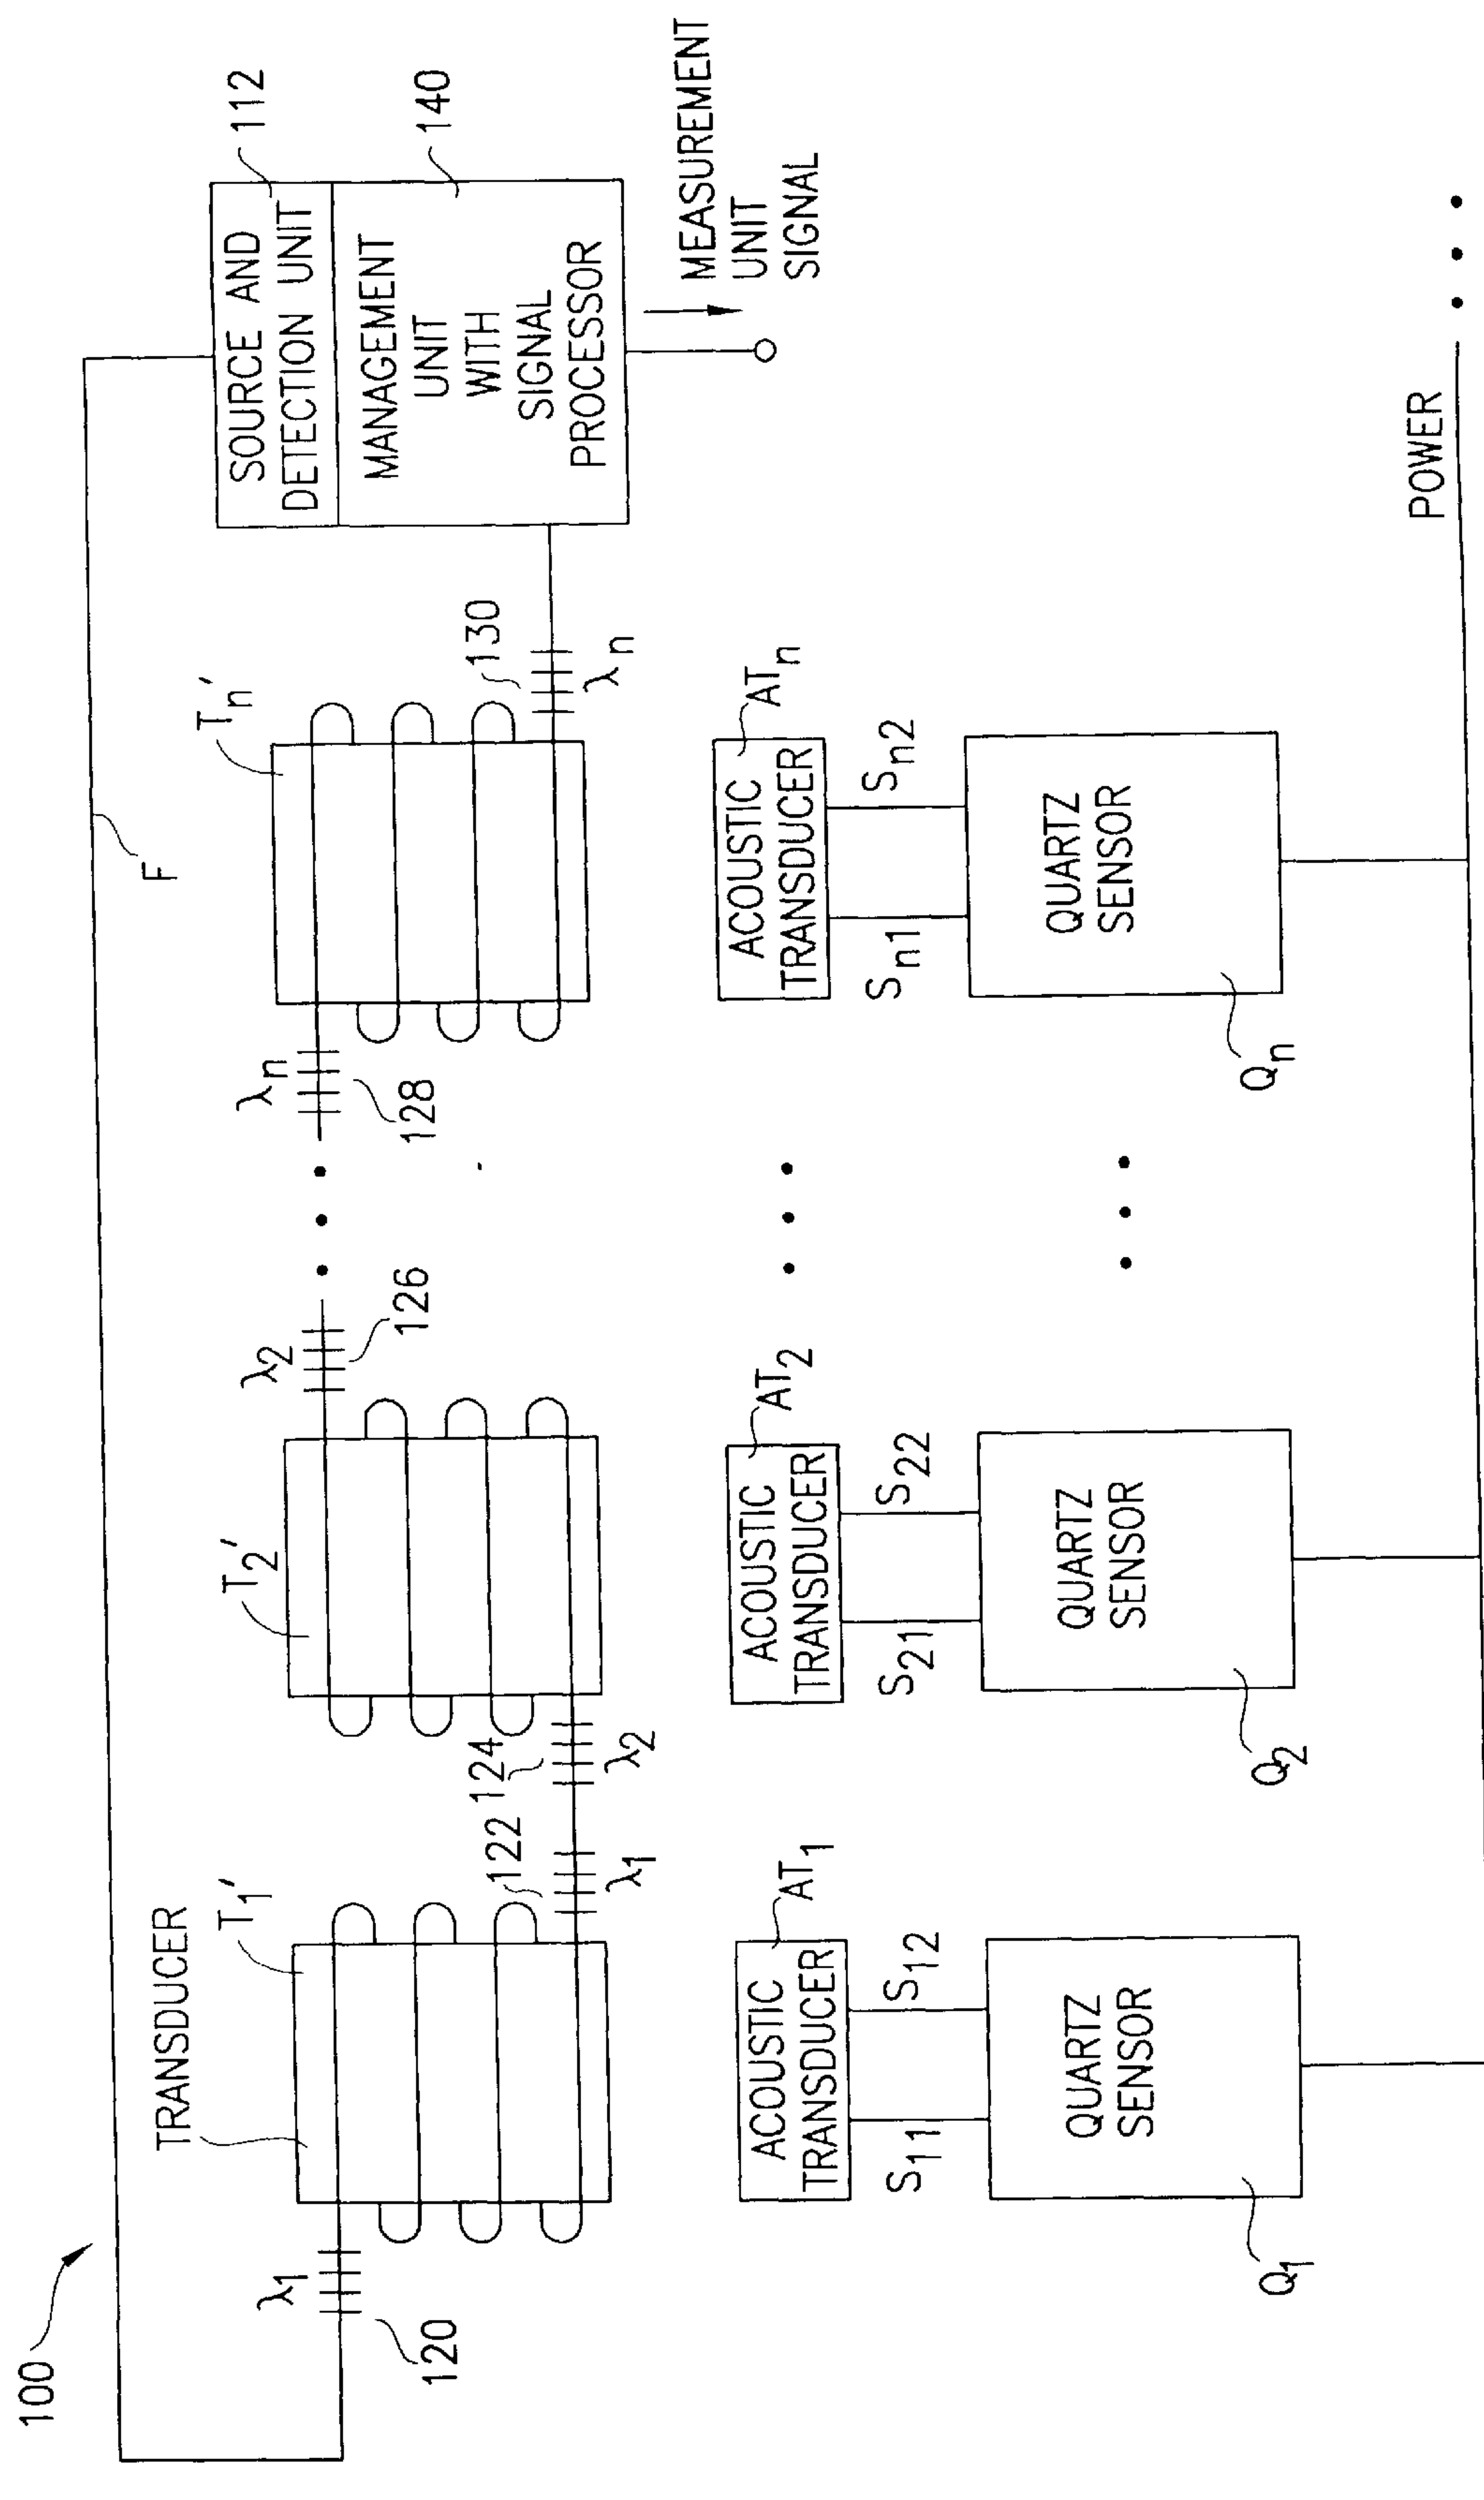 100
F
SOURCE AND
DETECTION UNIT
112
MANAGEMENT
UNIT
WITH
SIGNAL
PROCESSOR
140
MEASUREMENT
UNIT
SIGNAL
TRANSDUCER
T1'
T2'
Tn'
λ1
120
122
λ1
124
λ2
λ2
126
λn
128
130
λn
ACOUSTIC
TRANSDUCER
AT1
ACOUSTIC
TRANSDUCER
AT2
ACOUSTIC
TRANSDUCER
ATn
S11
S12
S21
S22
Sn1
Sn2
QUARTZ
SENSOR
Q1
QUARTZ
SENSOR
Q2
QUARTZ
SENSOR
Qn
POWER